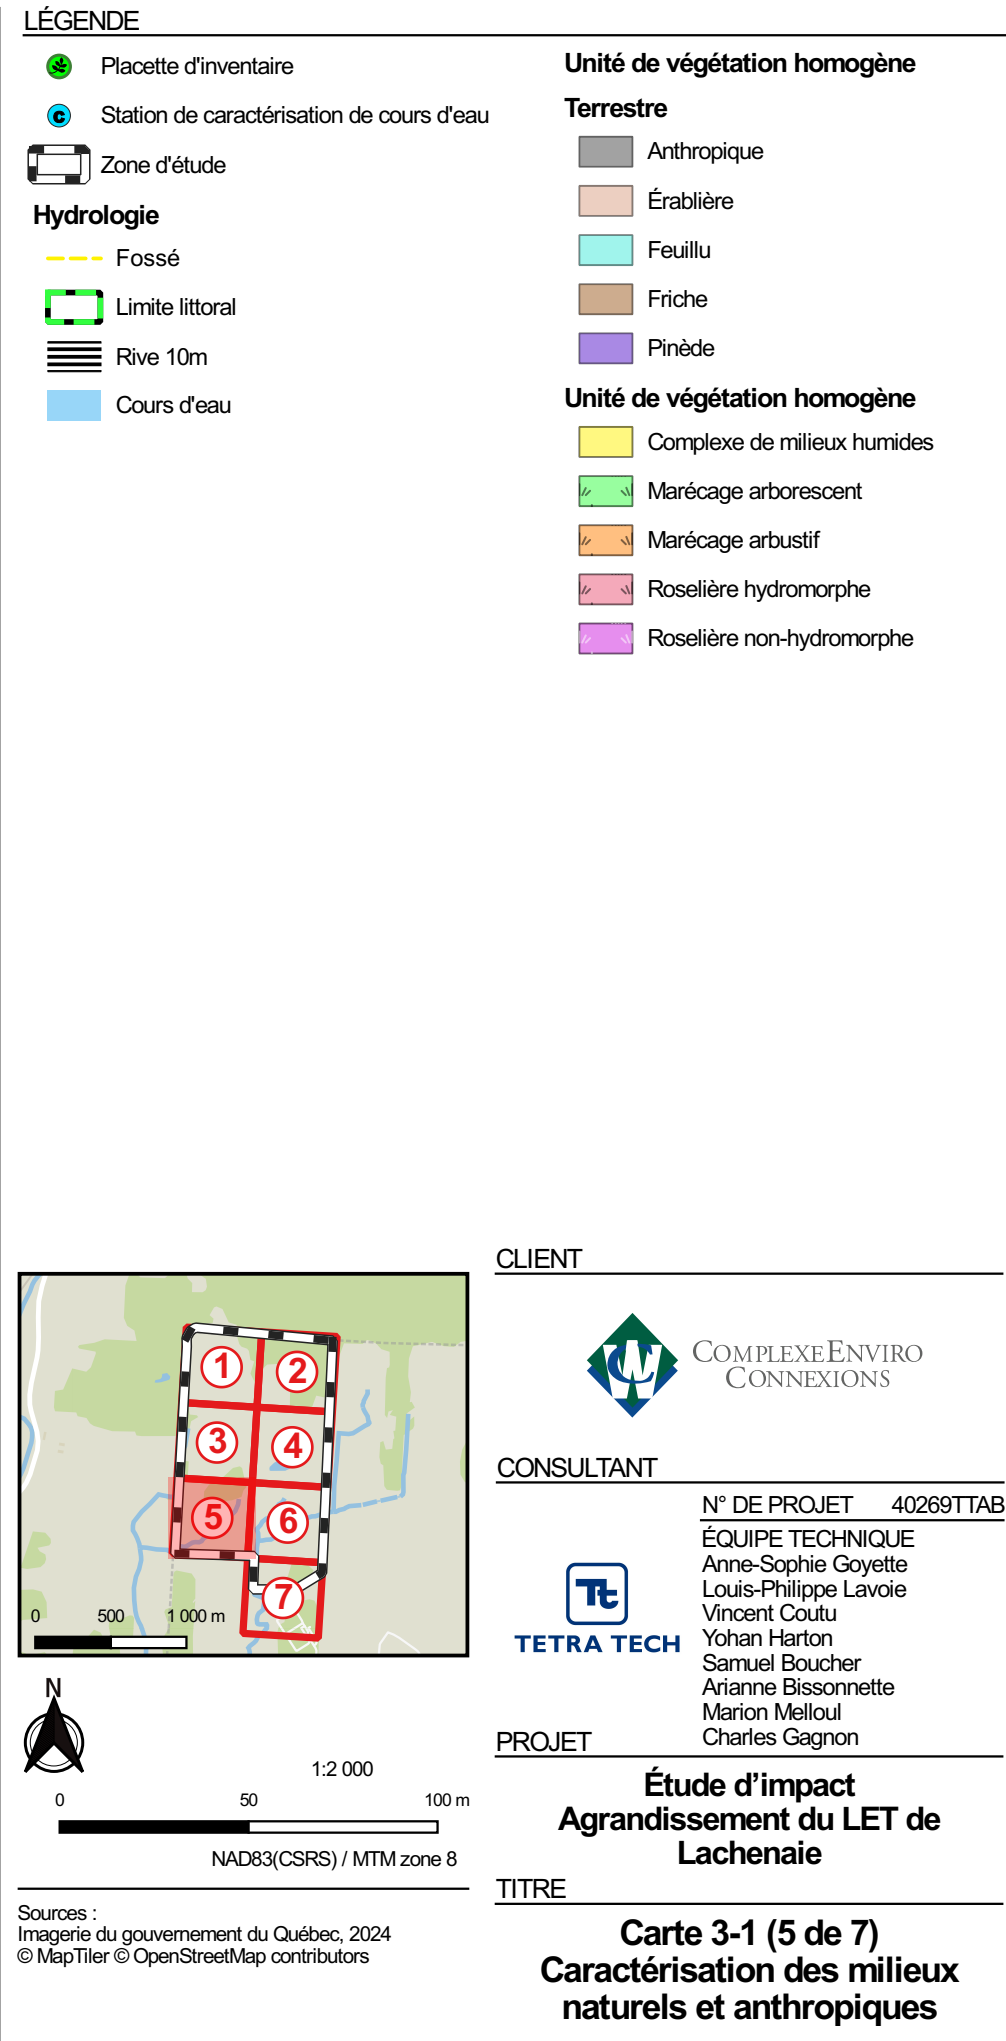 LÉGENDE
Placette d'inventaire
Station de caractérisation de cours d'eau
Zone d'étude
Hydrologie
Fossé
Limite littoral
Rive 10m
Cours d'eau
Unité de végétation homogène
Terrestre
Anthropique
Érablière
Feuillu
Friche
Pinède
Unité de végétation homogène
Complexe de milieux humides
Marécage arborescent
Marécage arbustif
Roselière hydromorphe
Roselière non-hydromorphe
1
2
3
4
5
6
7
0 500 1 000 m
N
1:2 000
0 50 100 m
NAD83(CSRS) / MTM zone 8
Sources :
Imagerie du gouvernement du Québec, 2024
© MapTiler © OpenStreetMap contributors
CLIENT
COMPLEXE ENVIRO
CONNEXIONS
CONSULTANT
TETRA TECH
N° DE PROJET 40269TTAB
ÉQUIPE TECHNIQUE
Anne-Sophie Goyette
Louis-Philippe Lavoie
Vincent Coutu
Yohan Harton
Samuel Boucher
Arianne Bissonnette
Marion Melloul
Charles Gagnon
PROJET
Étude d’impact
Agrandissement du LET de
Lachenaie
TITRE
Carte 3-1 (5 de 7)
Caractérisation des milieux
naturels et anthropiques